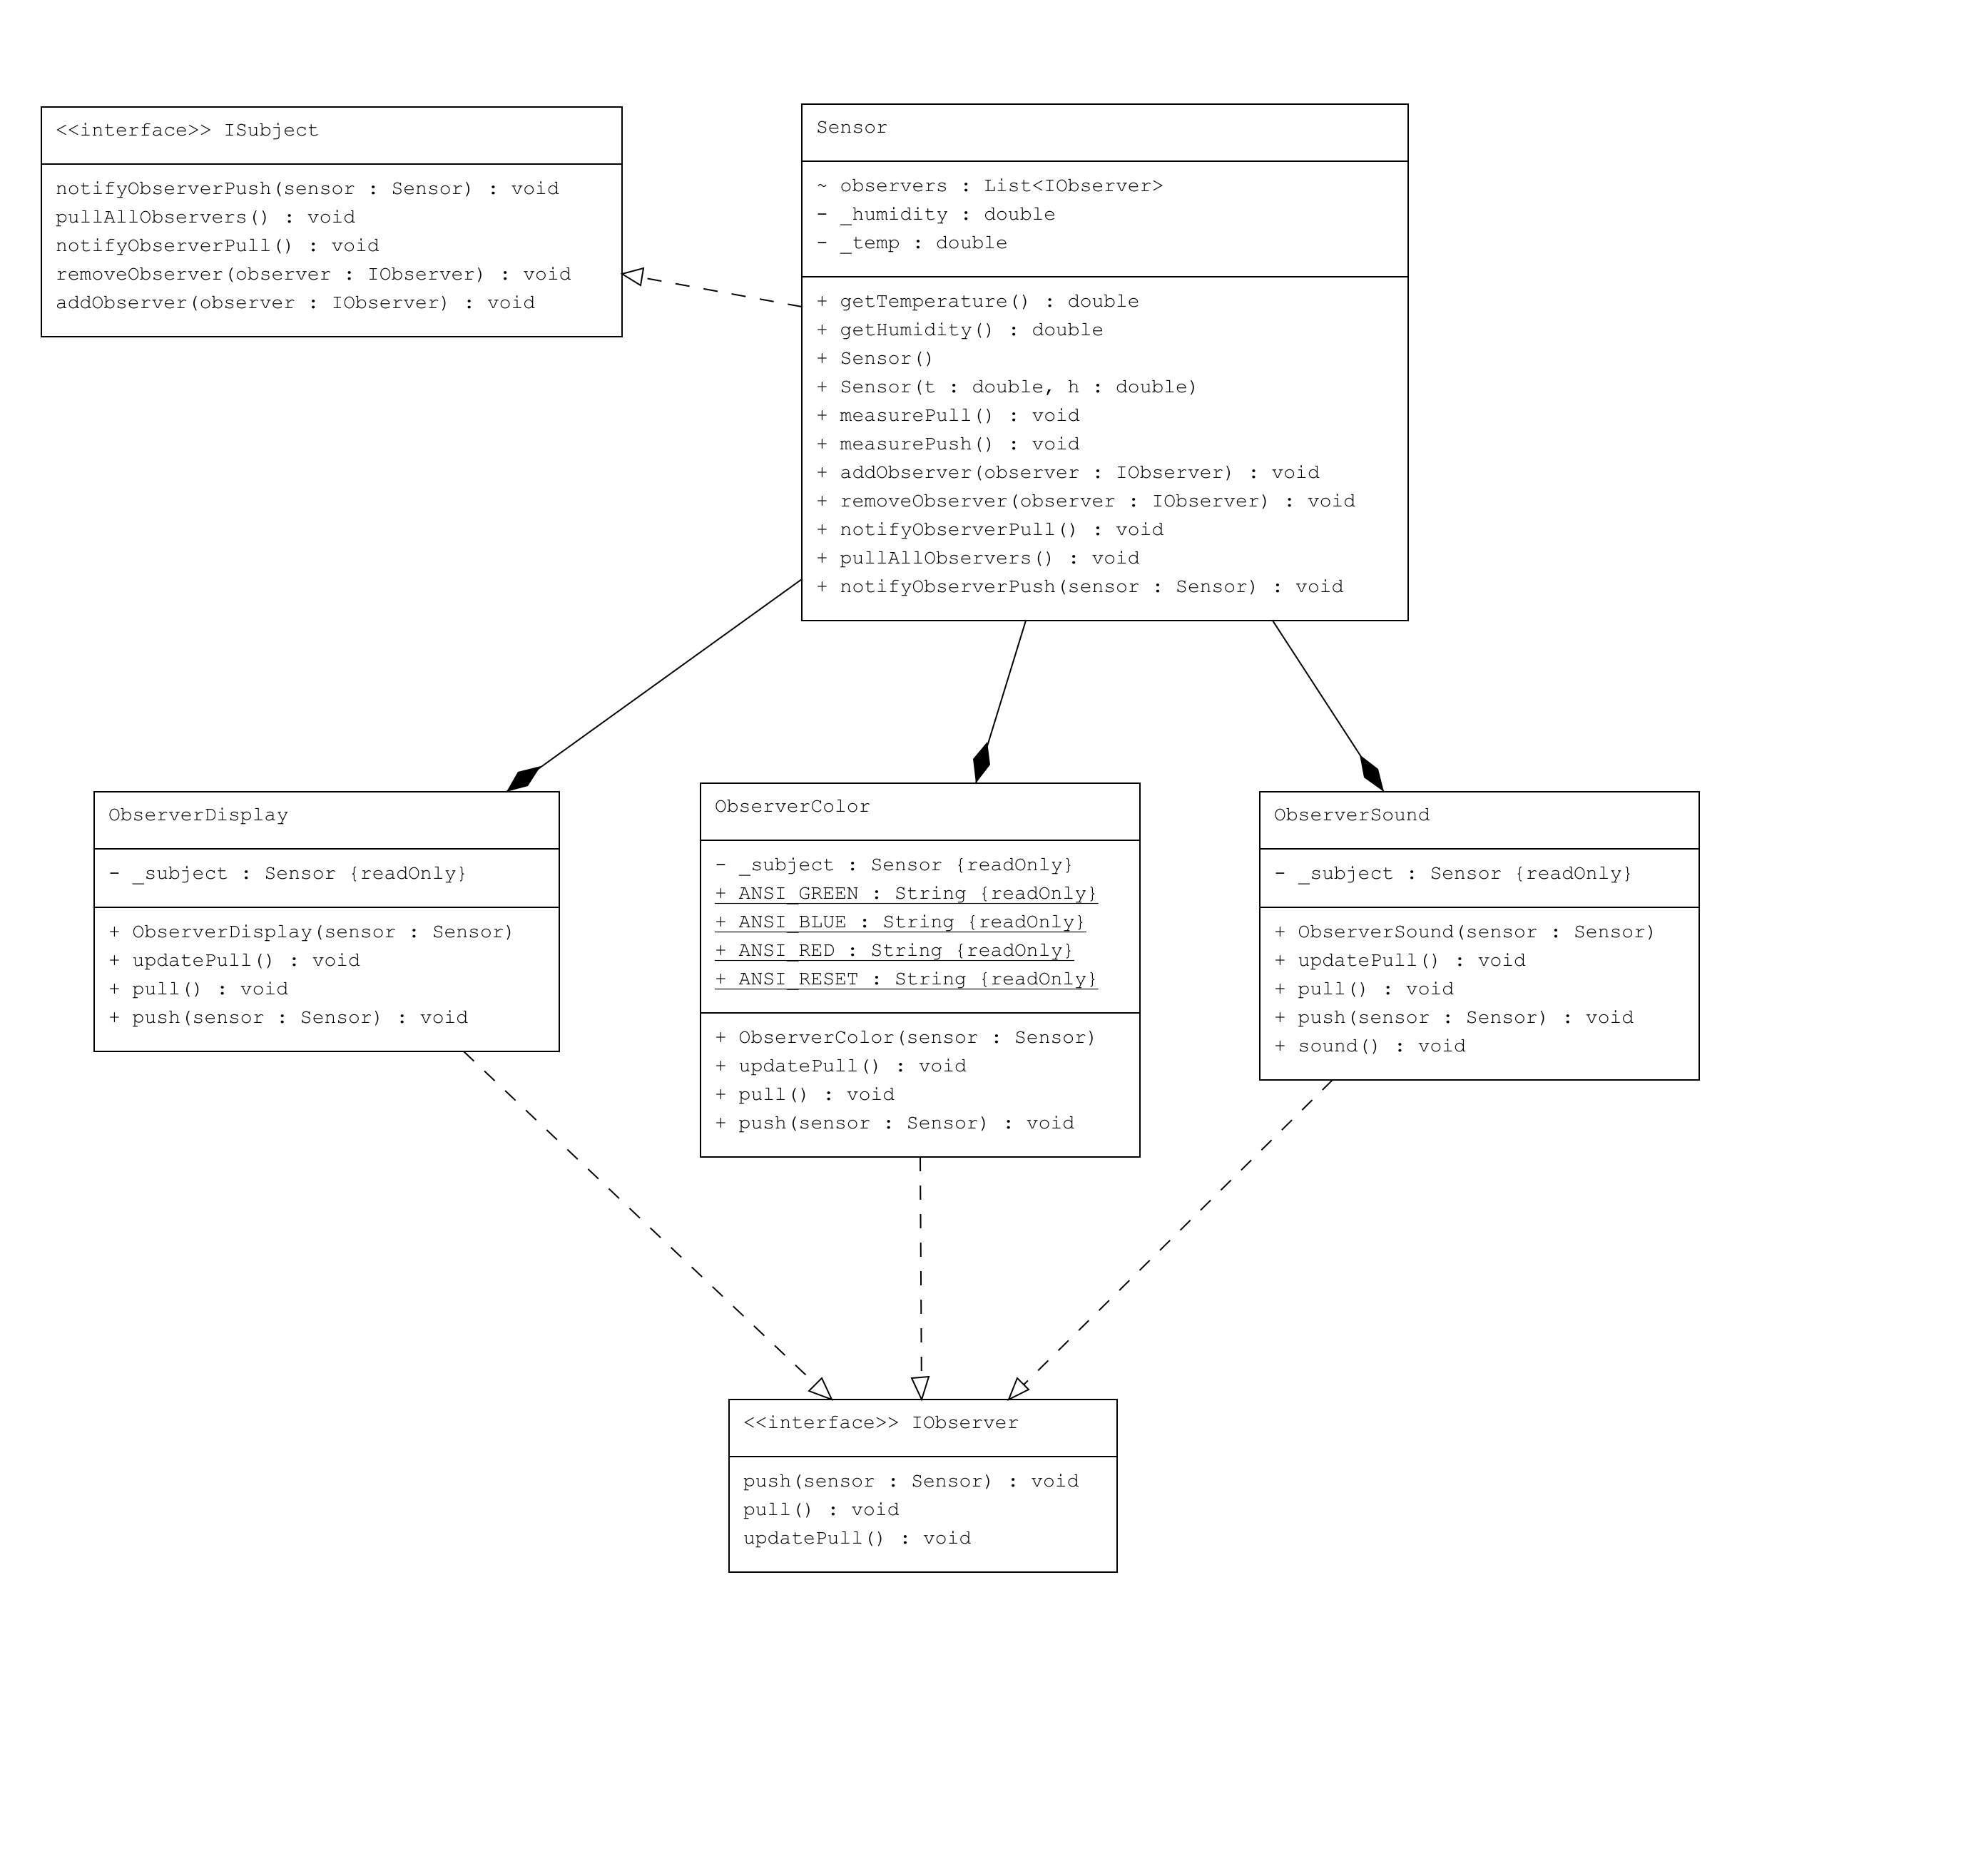 <<interface>> ISubject
notifyObserverPush(sensor : Sensor) : void
pullAllObservers() : void
notifyObserverPull() : void
removeObserver(observer : IObserver) : void
addObserver(observer : IObserver) : void
Sensor
~ observers : List<IObserver>
- _humidity : double
- _temp : double
+ getTemperature() : double
+ getHumidity() : double
+ Sensor()
+ Sensor(t : double, h : double)
+ measurePull() : void
+ measurePush() : void
+ addObserver(observer : IObserver) : void
+ removeObserver(observer : IObserver) : void
+ notifyObserverPull() : void
+ pullAllObservers() : void
+ notifyObserverPush(sensor : Sensor) : void
ObserverDisplay
- _subject : Sensor {readOnly}
+ ObserverDisplay(sensor : Sensor)
+ updatePull() : void
+ pull() : void
+ push(sensor : Sensor) : void
ObserverColor
- _subject : Sensor {readOnly}
+ ANSI_GREEN : String {readOnly}
+ ANSI_BLUE : String {readOnly}
+ ANSI_RED : String {readOnly}
+ ANSI_RESET : String {readOnly}
+ ObserverColor(sensor : Sensor)
+ updatePull() : void
+ pull() : void
+ push(sensor : Sensor) : void
ObserverSound
- _subject : Sensor {readOnly}
+ ObserverSound(sensor : Sensor)
+ updatePull() : void
+ pull() : void
+ push(sensor : Sensor) : void
+ sound() : void
<<interface>> IObserver
push(sensor : Sensor) : void
pull() : void
updatePull() : void